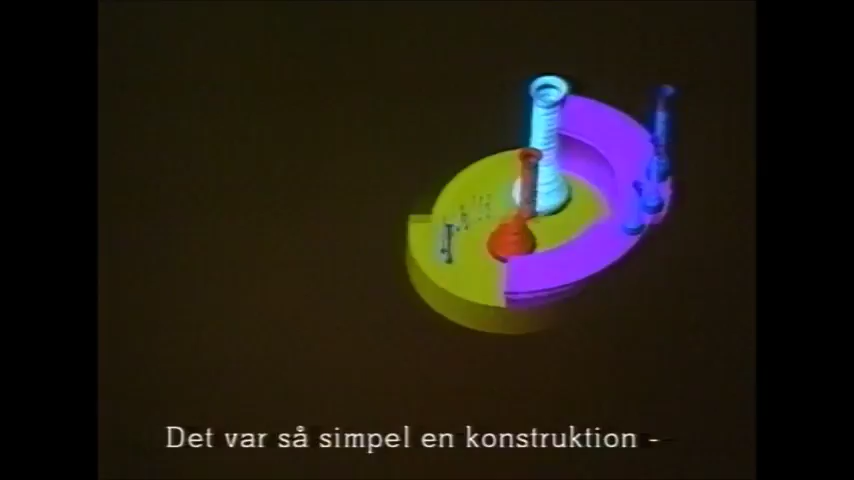 Det var så simpel en konstruktion -